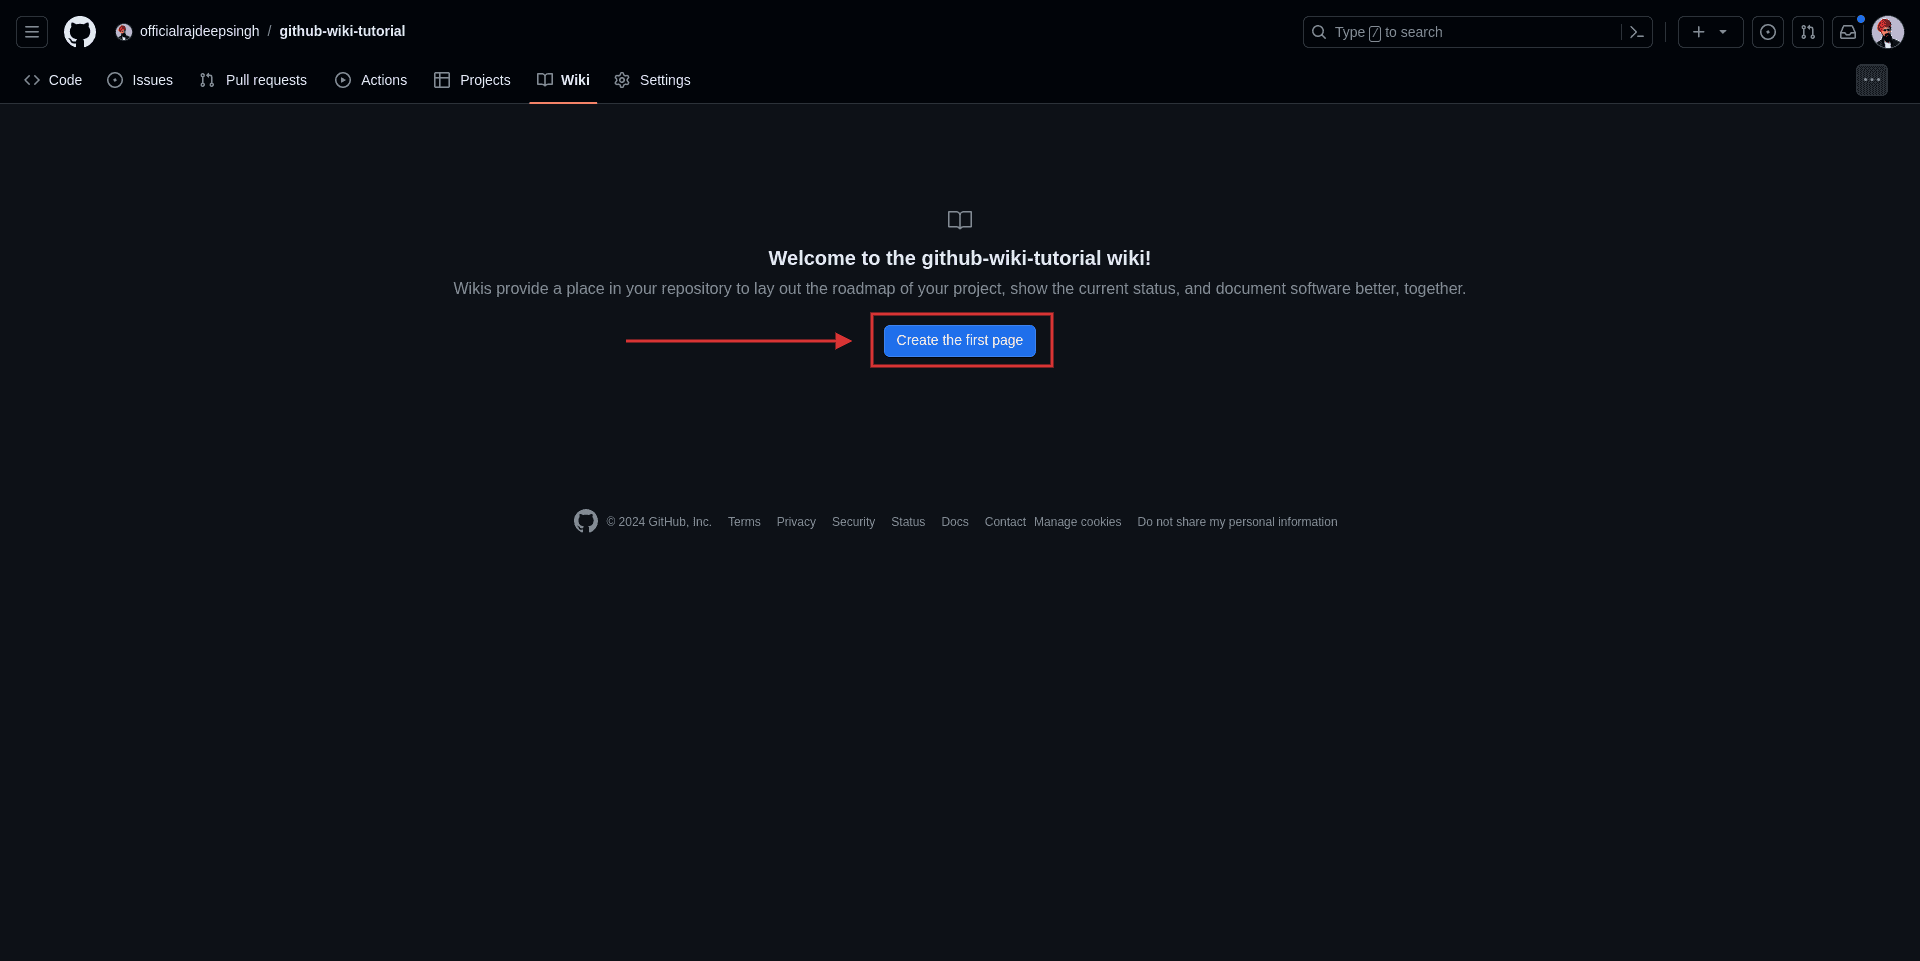 officialrajdeepsingh / github-wiki-tutorial
Type / to search
Code Issues Pull requests Actions Projects Wiki Settings
Welcome to the github-wiki-tutorial wiki!
Wikis provide a place in your repository to lay out the roadmap of your project, show the current status, and document software better, together.
Create the first page
© 2024 GitHub, Inc. Terms Privacy Security Status Docs Contact Manage cookies Do not share my personal information